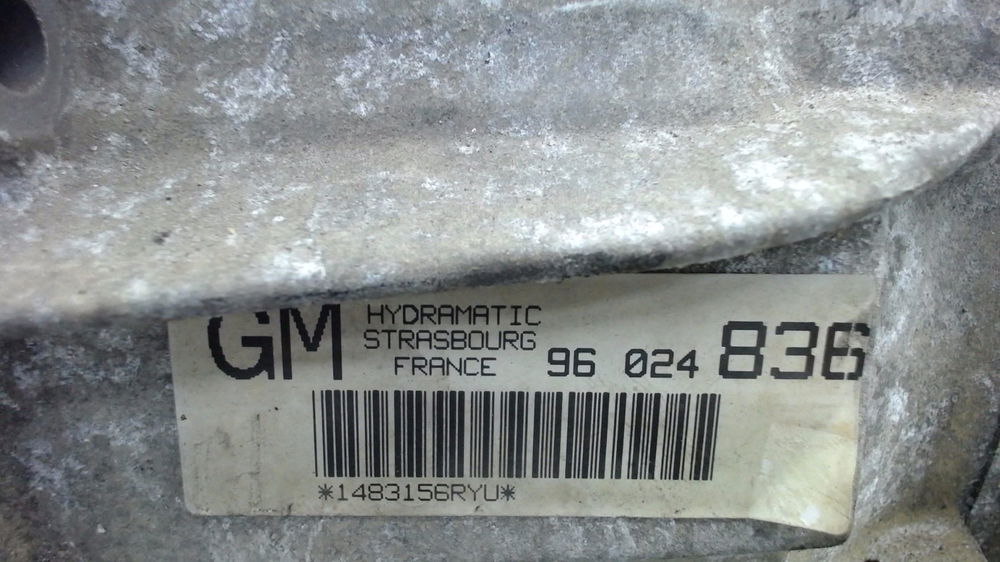 GM HYDRAMATIC
STRASBOURG
FRANCE 96 024 836
*1483156RYU*